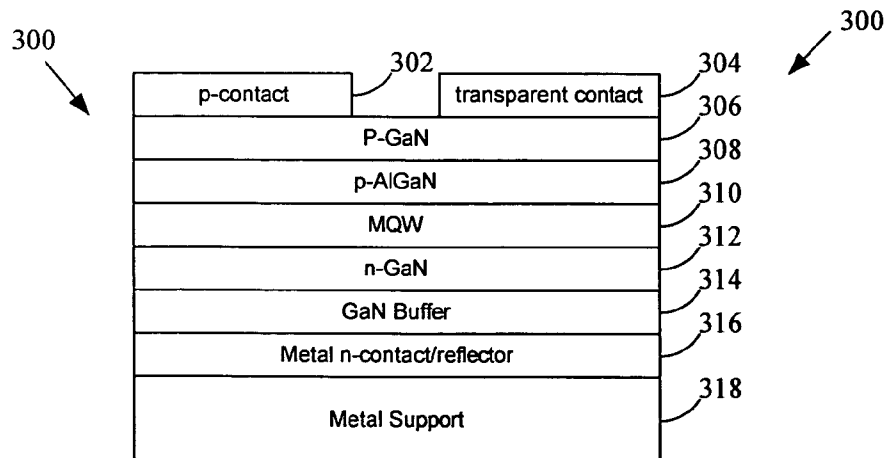 300
300
302
p-contact
transparent contact
304
P-GaN
306
p-AlGaN
308
MQW
310
n-GaN
312
GaN Buffer
314
Metal n-contact/reflector
316
Metal Support
318